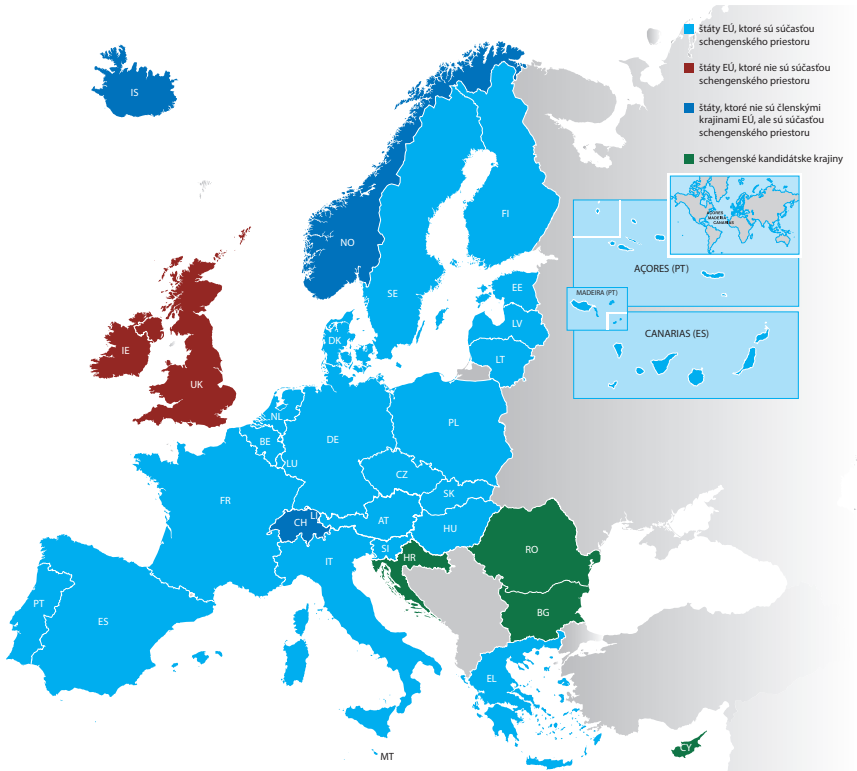 štáty EÚ, ktoré sú súčasťou
schengenského priestoru
štáty EÚ, ktoré nie sú súčasťou
schengenského priestoru
štáty, ktoré nie sú členskými
krajinami EÚ, ale sú súčasťou
schengenského priestoru
schengenské kandidátske krajiny
IS
FI
NO
SE
AÇORES
MADEIRA
CANARIAS
AÇORES (PT)
MADEIRA (PT)
CANARIAS (ES)
EE
LV
LT
DK
IE
UK
NL
BE
LU
DE
PL
CZ
SK
FR
CH
LI
AT
HU
SI
HR
IT
RO
BG
PT
ES
EL
MT
CY